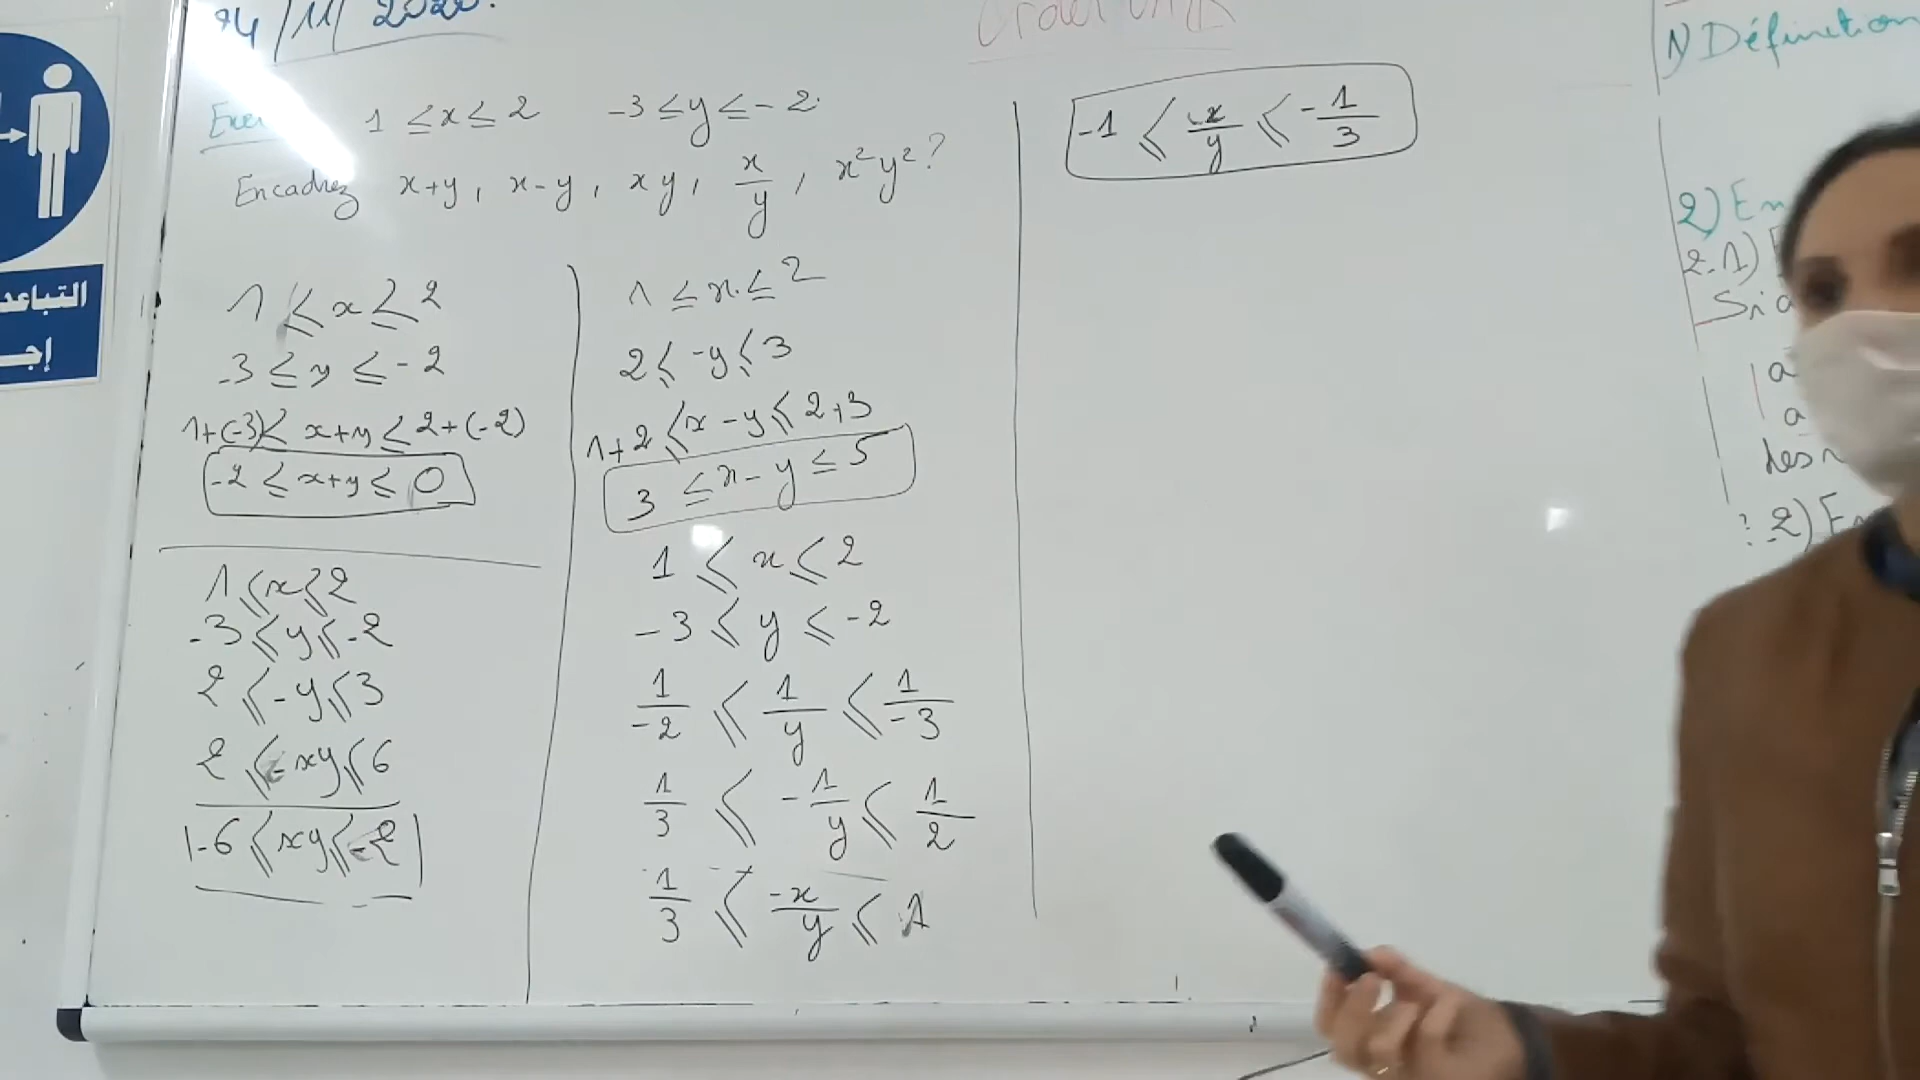 التباعد
إجـ
24/11/2020.
1 ≤ x ≤ 2   -3 ≤ y ≤ -2.
Encadrez x+y, x-y, xy, x/y, x²y² ?
1 ≤ x ≤ 2
-3 ≤ y ≤ -2
1+(-3) ≤ x+y ≤ 2+(-2)
-2 ≤ x+y ≤ 0
1 ≤ x ≤ 2
-3 ≤ y ≤ -2
2 ≤ -y ≤ 3
2 ≤ -xy ≤ 6
-6 ≤ xy ≤ -2
1 ≤ x ≤ 2
2 ≤ -y ≤ 3
1+2 ≤ x-y ≤ 2+3
3 ≤ x-y ≤ 5
1 ≤ x ≤ 2
-3 ≤ y ≤ -2
1/-2 ≤ 1/y ≤ 1/-3
1/3 ≤ -1/y ≤ 1/2
1/3 ≤ -x/y ≤ 1
-1 ≤ x/y ≤ -1/3
1) Définition
2) En
2.1)
Si a
a
a
des
2) En